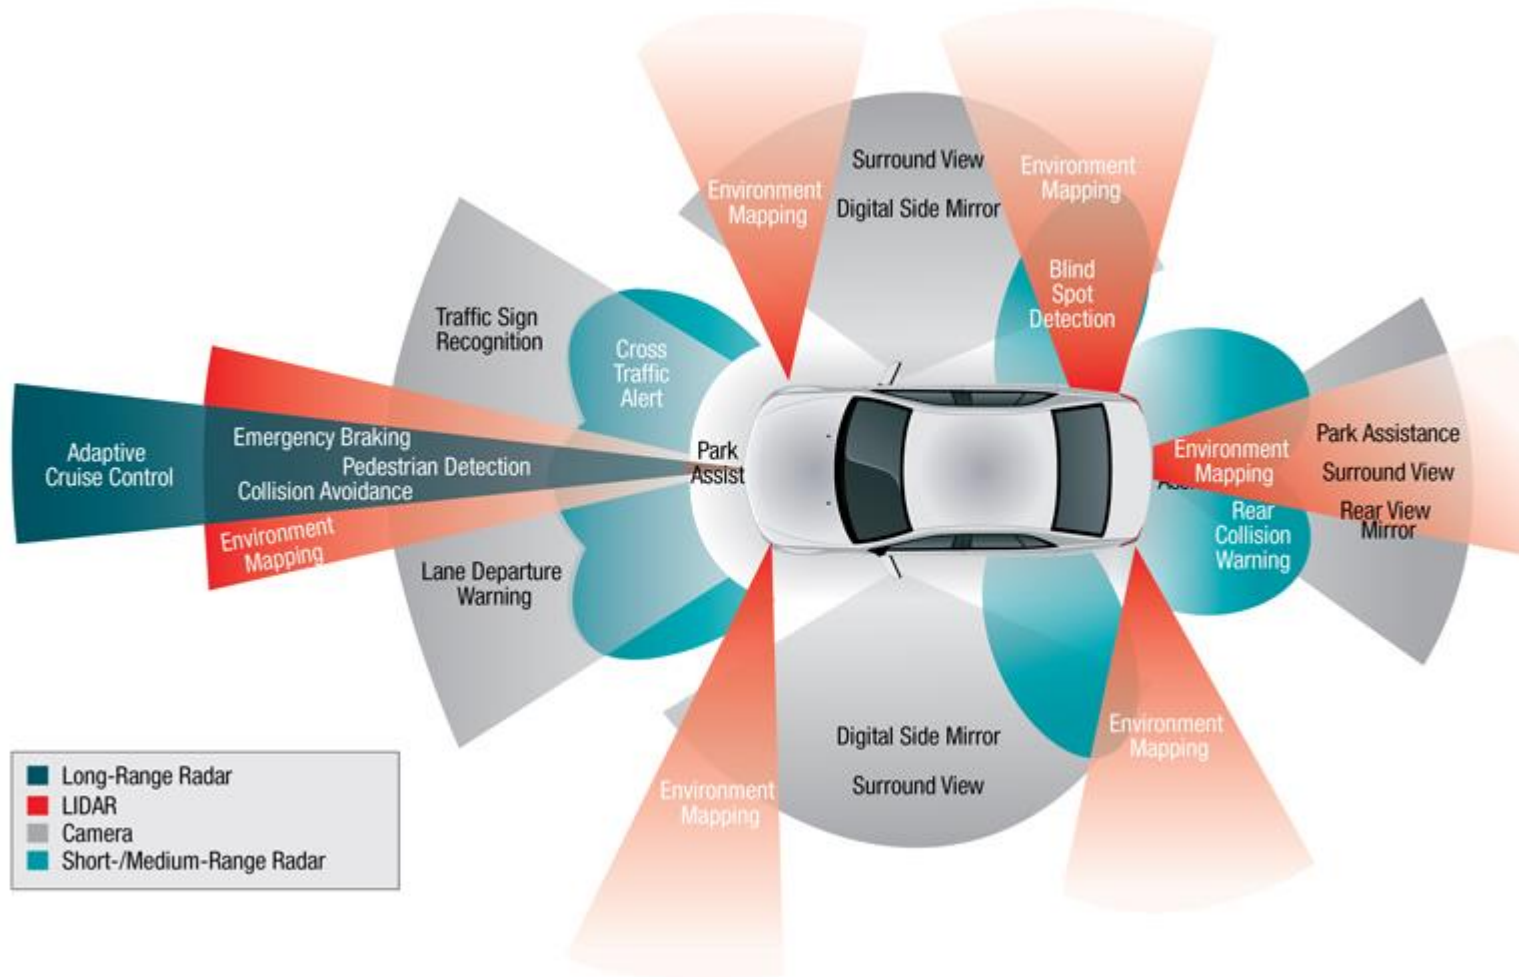 Surround View
Digital Side Mirror
Environment
Mapping
Environment
Mapping
Blind
Spot
Detection
Traffic Sign
Recognition
Cross
Traffic
Alert
Adaptive
Cruise Control
Emergency Braking
Pedestrian Detection
Collision Avoidance
Environment
Mapping
Park
Assist
Lane Departure
Warning
Environment
Mapping
Park Assistance
Surround View
Rear View
Mirror
Rear
Collision
Warning
Environment
Mapping
Digital Side Mirror
Surround View
Environment
Mapping
Long-Range Radar
LIDAR
Camera
Short-/Medium-Range Radar